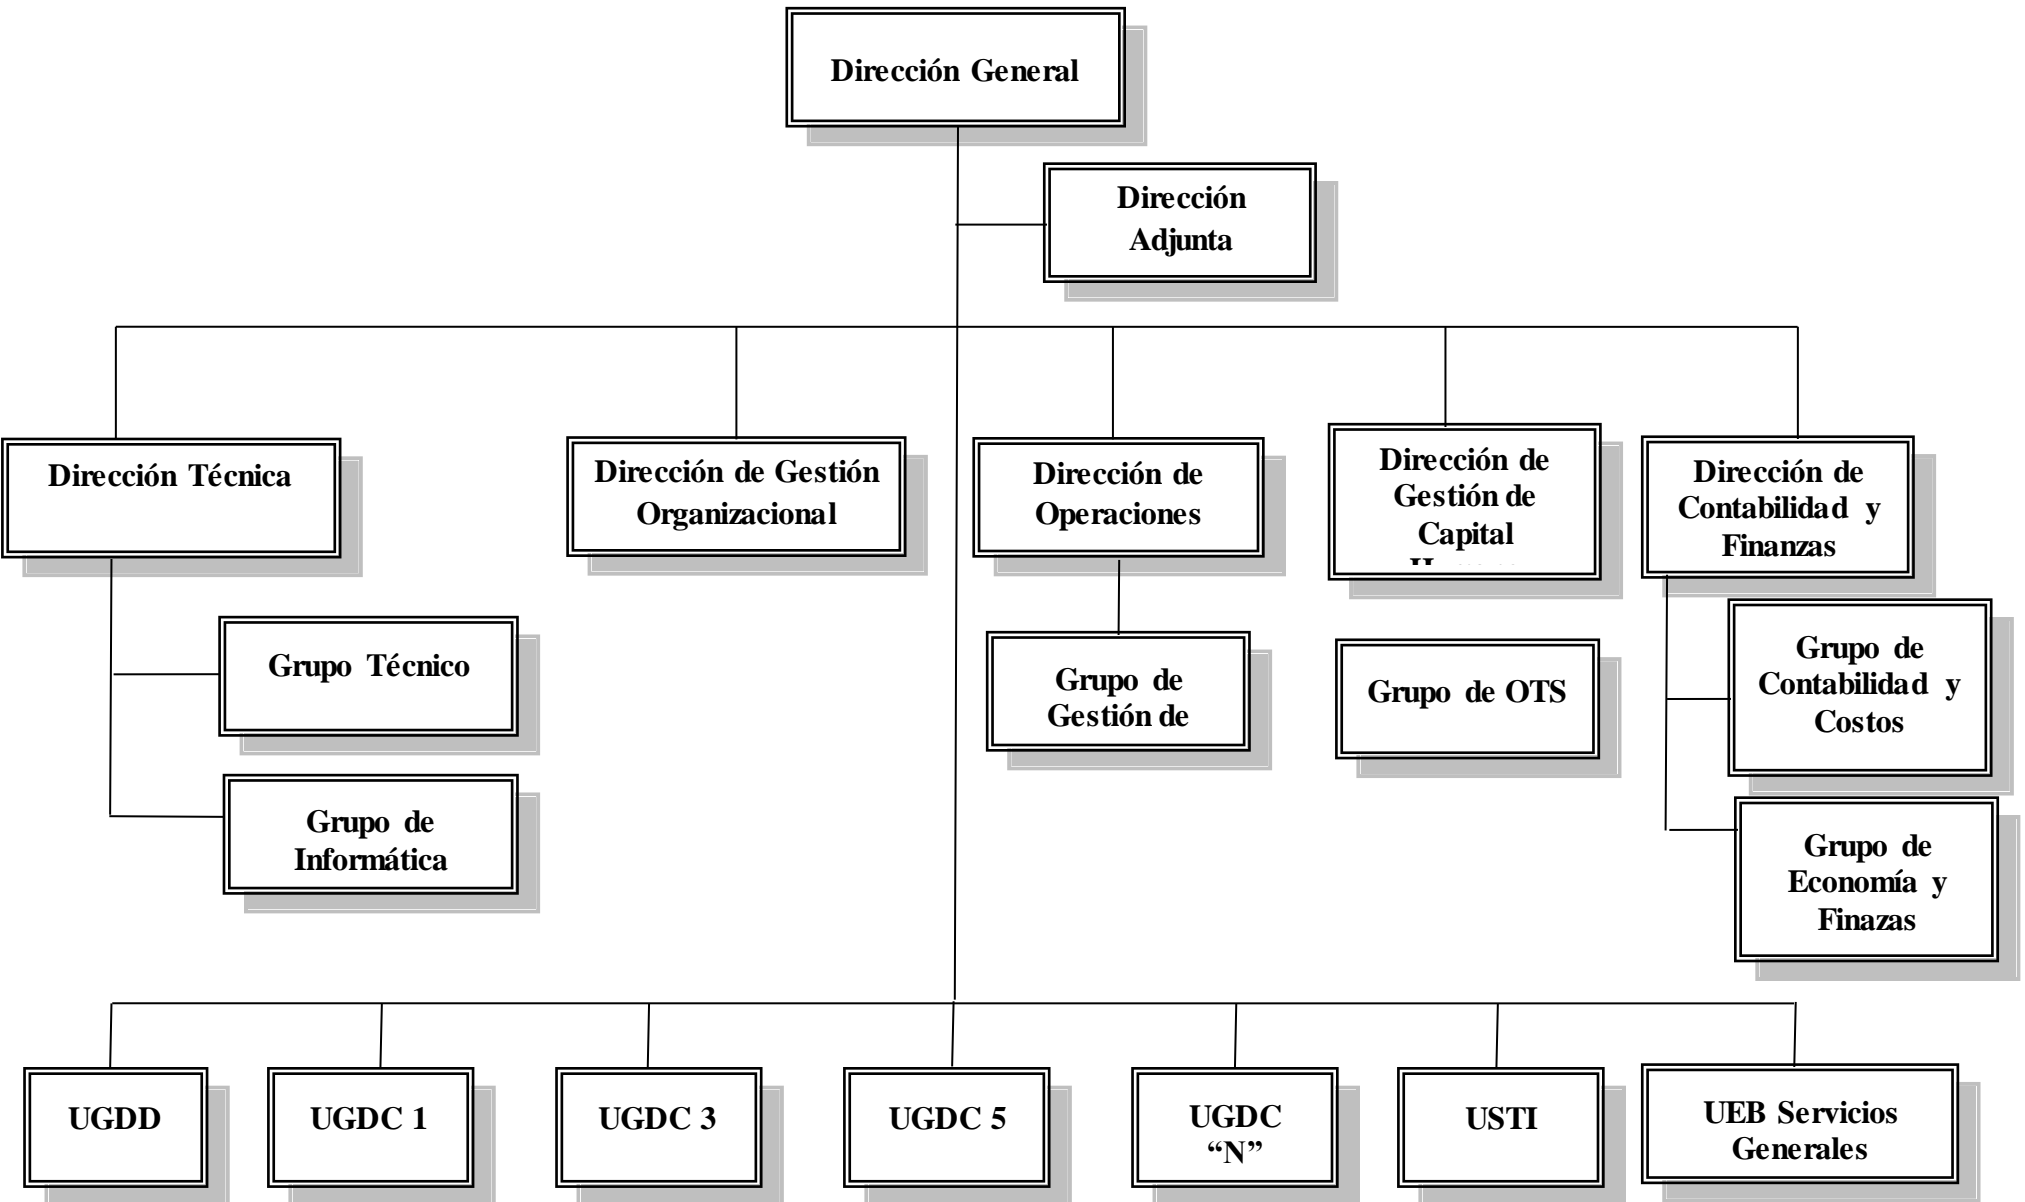 Dirección General
Dirección
Adjunta
Dirección Técnica
Dirección de Gestión
Organizacional
Dirección de
Operaciones
Dirección de
Gestión de
Capital
Dirección de
Contabilidad y
Finanzas
Grupo Técnico
Grupo de
Gestión de
Grupo de OTS
Grupo de
Contabilidad y
Costos
Grupo de
Informática
Grupo de
Economía y
Finazas
UGDD
UGDC 1
UGDC 3
UGDC 5
UGDC
“N”
USTI
UEB Servicios
Generales